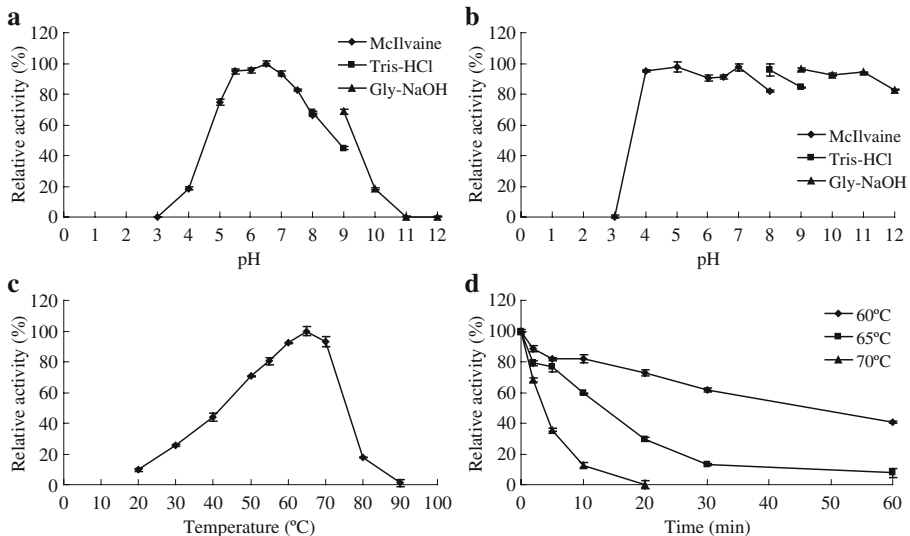 a
Relative activity (%)
120
100
80
60
40
20
0
0 1 2 3 4 5 6 7 8 9 10 11 12
pH
McIlvaine
Tris-HCl
Gly-NaOH
b
Relative activity (%)
120
100
80
60
40
20
0
0 1 2 3 4 5 6 7 8 9 10 11 12
pH
McIlvaine
Tris-HCl
Gly-NaOH
c
Relative activity (%)
120
100
80
60
40
20
0
0 10 20 30 40 50 60 70 80 90 100
Temperature (ºC)
d
Relative activity (%)
120
100
80
60
40
20
0
0 10 20 30 40 50 60
Time (min)
60ºC
65ºC
70ºC